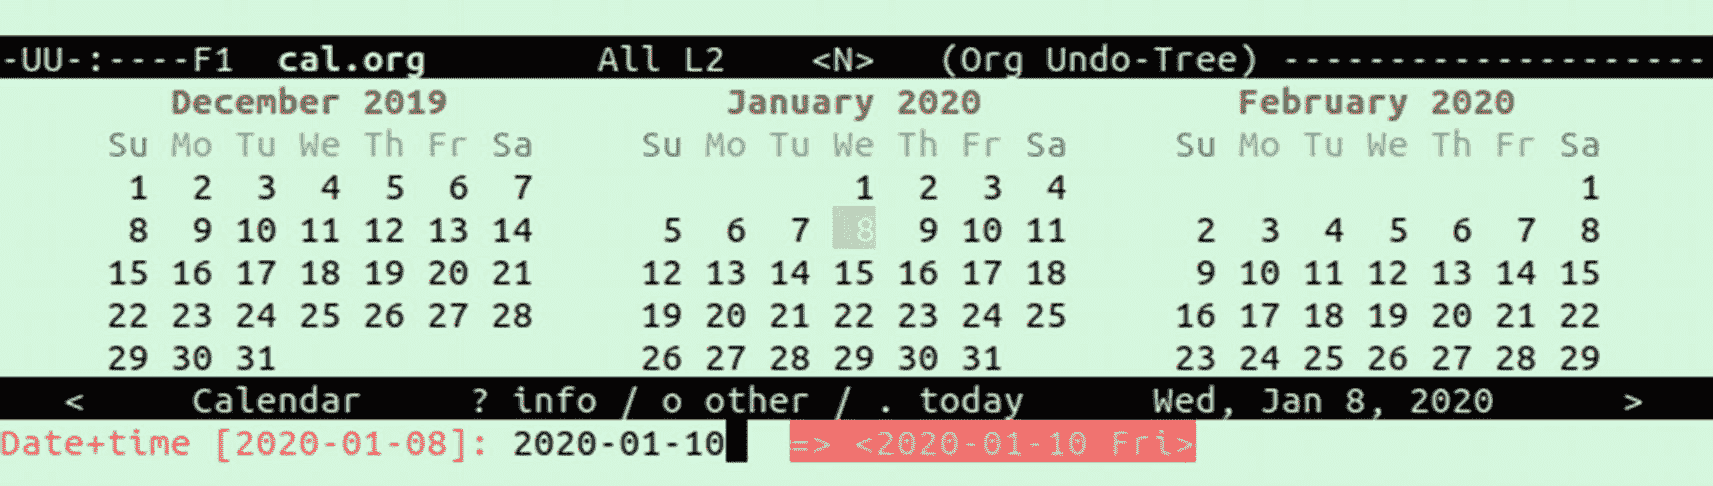 -UU-:----F1  cal.org        All L2    <N>   (Org Undo-Tree) --------------------
December 2019 January 2020 February 2020
Su Mo Tu We Th Fr Sa Su Mo Tu We Th Fr Sa Su Mo Tu We Th Fr Sa
1 2 3 4 5 6 7 1 2 3 4 1
8 9 10 11 12 13 14 5 6 7 8 9 10 11 2 3 4 5 6 7 8
15 16 17 18 19 20 21 12 13 14 15 16 17 18 9 10 11 12 13 14 15
22 23 24 25 26 27 28 19 20 21 22 23 24 25 16 17 18 19 20 21 22
29 30 31 26 27 28 29 30 31 23 24 25 26 27 28 29
< Calendar ? info / o other / . today Wed, Jan 8, 2020 >
Date+time [2020-01-08]: 2020-01-10 => <2020-01-10 Fri>